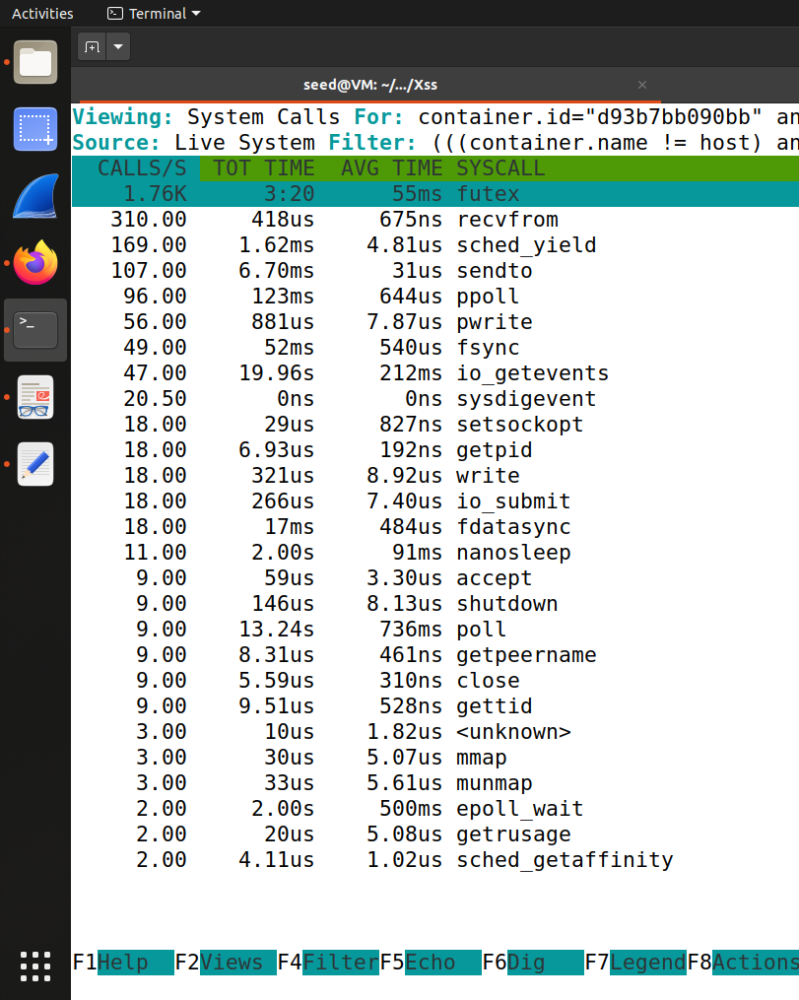 Activities Terminal
seed@VM: ~/.../Xss ×
Viewing: System Calls For: container.id="d93b7bb090bb" an
Source: Live System Filter: (((container.name != host) an
CALLS/S TOT TIME AVG TIME SYSCALL
1.76K 3:20 55ms futex
310.00 418us 675ns recvfrom
169.00 1.62ms 4.81us sched_yield
107.00 6.70ms 31us sendto
96.00 123ms 644us ppoll
56.00 881us 7.87us pwrite
49.00 52ms 540us fsync
47.00 19.96s 212ms io_getevents
20.50 0ns 0ns sysdigevent
18.00 29us 827ns setsockopt
18.00 6.93us 192ns getpid
18.00 321us 8.92us write
18.00 266us 7.40us io_submit
18.00 17ms 484us fdatasync
11.00 2.00s 91ms nanosleep
9.00 59us 3.30us accept
9.00 146us 8.13us shutdown
9.00 13.24s 736ms poll
9.00 8.31us 461ns getpeername
9.00 5.59us 310ns close
9.00 9.51us 528ns gettid
3.00 10us 1.82us <unknown>
3.00 30us 5.07us mmap
3.00 33us 5.61us munmap
2.00 2.00s 500ms epoll_wait
2.00 20us 5.08us getrusage
2.00 4.11us 1.02us sched_getaffinity
F1Help F2Views F4FilterF5Echo F6Dig F7LegendF8Actions